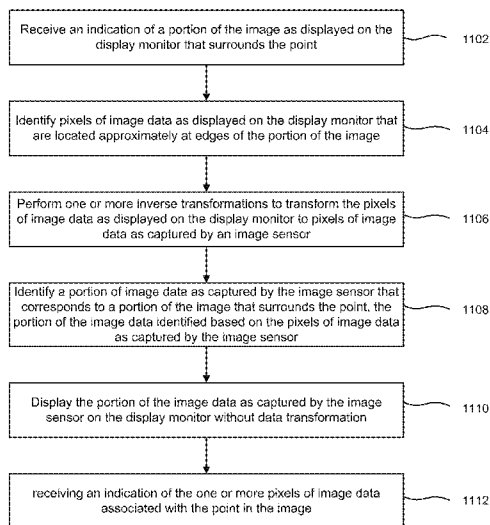 Receive an indication of a portion of the image as displayed on the
display monitor that surrounds the point
1102
Identify pixels of image data as displayed on the display monitor that
are located approximately at edges of the portion of the image
1104
Perform one or more inverse transformations to transform the pixels
of image data as displayed on the display monitor to pixels of image
data as captured by an image sensor
1106
Identify a portion of image data as captured by the image sensor that
corresponds to a portion of the image that surrounds the point, the
portion of the image data identified based on the pixels of image data
as captured by the image sensor
1108
Display the portion of the image data as captured by the image
sensor on the display monitor without data transformation
1110
receiving an indication of the one or more pixels of image data
associated with the point in the image
1112